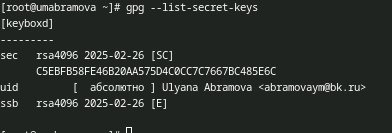 [root@umabramova ~]# gpg --list-secret-keys
[keyboxd]
---------
sec   rsa4096 2025-02-26 [SC]
      C5EBFB58FE46B20AA575D4C0CC7C7667BC485E6C
uid         [  абсолютно ] Ulyana Abramova <abramovaym@bk.ru>
ssb   rsa4096 2025-02-26 [E]